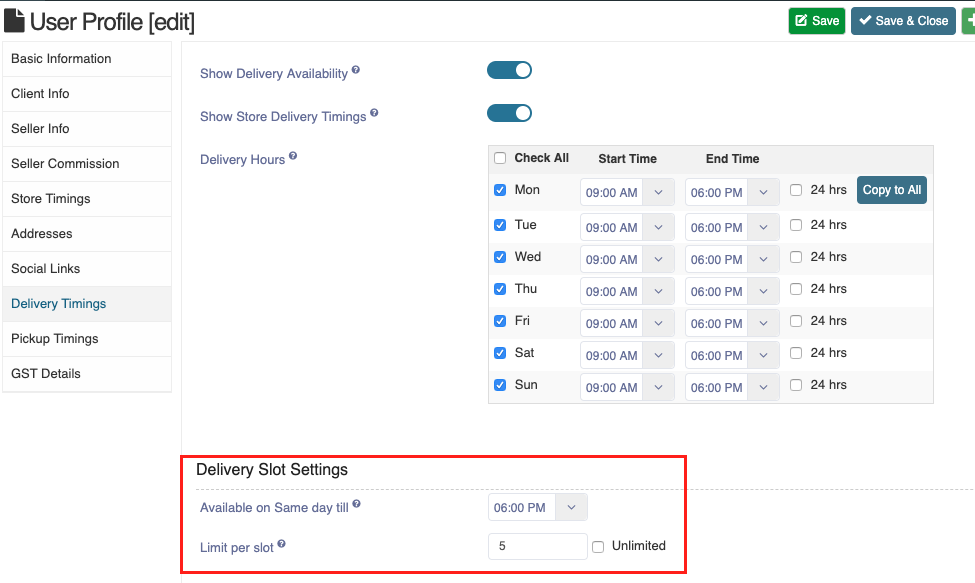 User Profile [edit]
Save
Save & Close
Basic Information
Client Info
Seller Info
Seller Commission
Store Timings
Addresses
Social Links
Delivery Timings
Pickup Timings
GST Details
Show Delivery Availability ?
Show Store Delivery Timings ?
Delivery Hours ?
Check All Start Time End Time
Mon 09:00 AM 06:00 PM 24 hrs Copy to All
Tue 09:00 AM 06:00 PM 24 hrs
Wed 09:00 AM 06:00 PM 24 hrs
Thu 09:00 AM 06:00 PM 24 hrs
Fri 09:00 AM 06:00 PM 24 hrs
Sat 09:00 AM 06:00 PM 24 hrs
Sun 09:00 AM 06:00 PM 24 hrs
Delivery Slot Settings
Available on Same day till ? 06:00 PM
Limit per slot ? 5 Unlimited